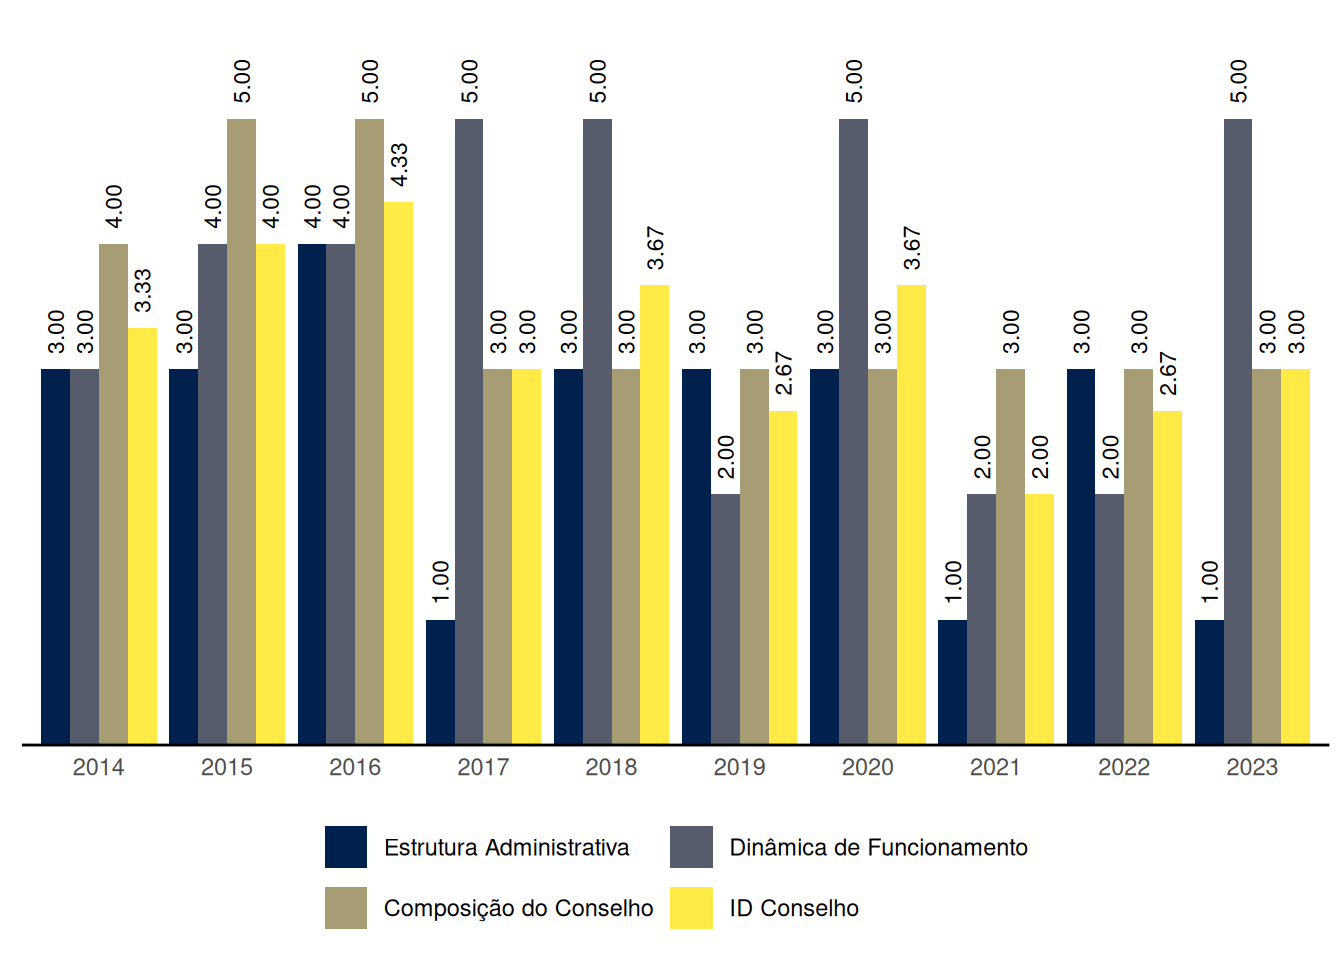 3.00 3.00 4.00 3.33 3.00 4.00 5.00 4.00 4.00 4.00 5.00 4.33 1.00 5.00 3.00 3.00 3.00 5.00 3.00 3.67 3.00 2.00 3.00 2.67 3.00 5.00 3.00 3.67 1.00 2.00 3.00 2.00 3.00 2.00 3.00 2.67 1.00 5.00 3.00 3.00
2014 2015 2016 2017 2018 2019 2020 2021 2022 2023
Estrutura Administrativa Dinâmica de Funcionamento
Composição do Conselho ID Conselho